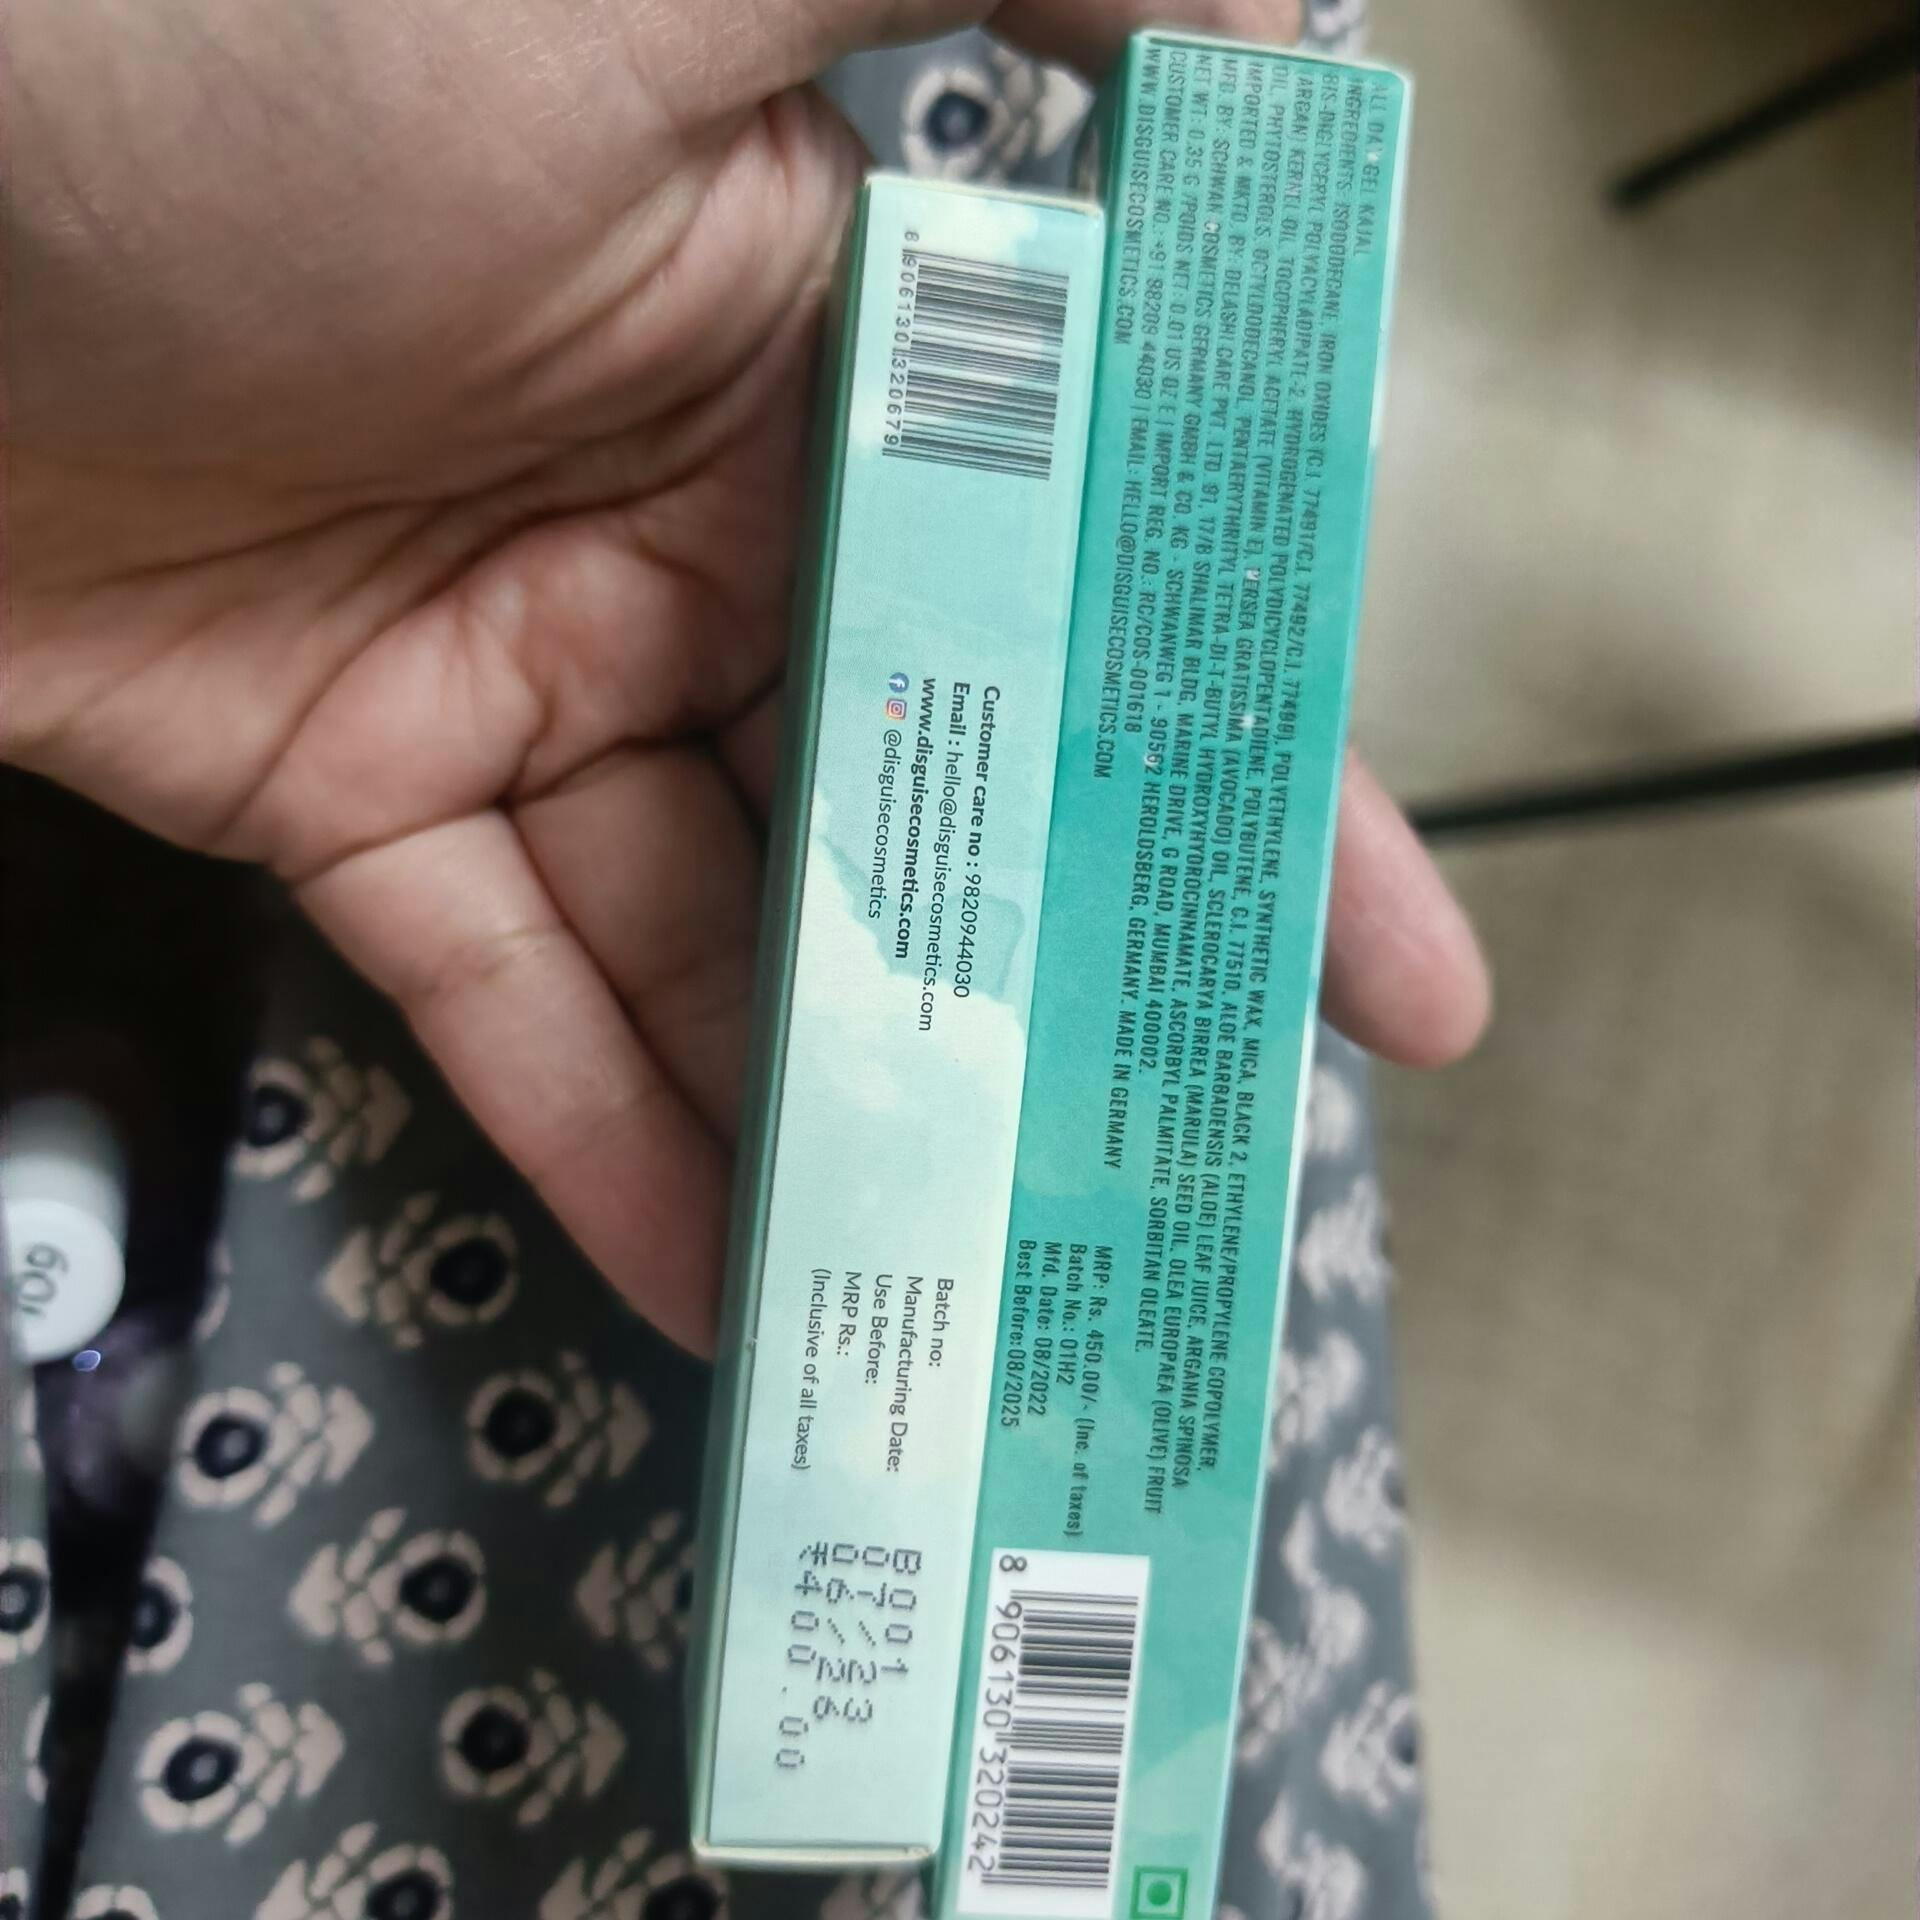 ALL DAY GEL KAJAL
INGREDIENTS: ISODODECANE, IRON OXIDES (C.I. 77491/C.I. 77492/C.I. 77499), POLYETHYLENE, SYNTHETIC WAX, MICA, BLACK 2, ETHYLENE/PROPYLENE COPOLYMER,
BIS-DIGLYCERYL POLYACYLADIPATE-2, HYDROGENATED POLYDICYCLOPENTADIENE, POLYBUTENE, C.I. 77510, ALOE BARBADENSIS (ALOE) LEAF JUICE, ARGANIA SPINOSA
(ARGAN) KERNEL OIL, TOCOPHERYL ACETATE (VITAMIN E), PERSEA GRATISSIMA (AVOCADO) OIL, SCLEROCARYA BIRREA (MARULA) SEED OIL, OLEA EUROPAEA (OLIVE) FRUIT
OIL, PHYTOSTEROLS, OCTYLDODECANOL, PENTAERYTHRITYL TETRA-DI-T-BUTYL HYDROXYHYDROCINNAMATE, ASCORBYL PALMITATE, SORBITAN OLEATE.
IMPORTED & MKTD. BY: DELASHI CARE PVT. LTD. 91, 17/B SHALIMAR BLDG, MARINE DRIVE, G ROAD, MUMBAI 400002.
MFD. BY: SCHWAN COSMETICS GERMANY GMBH & CO. KG - SCHWANWEG 1 - 90562 HEROLDSBERG, GERMANY. MADE IN GERMANY
NET WT: 0.35 G /POIDS NET: 0.01 US OZ E | IMPORT REG. NO.: RC/COS-001618
CUSTOMER CARE NO.: +91 98209 44030 | EMAIL: HELLO@DISGUISECOSMETICS.COM
WWW.DISGUISECOSMETICS.COM
MRP: Rs. 450.00/- (Inc. of taxes)
Batch No.: 01H2
Mfd. Date: 08/2022
Best Before: 08/2025
8 906130 320242
8 906130 320679
Customer care no : 9820944030
Email : hello@disguisecosmetics.com
www.disguisecosmetics.com
@disguisecosmetics
Batch no: B001
Manufacturing Date: 07/23
Use Before: 06/26
MRP Rs.: ₹400.00
(Inclusive of all taxes)